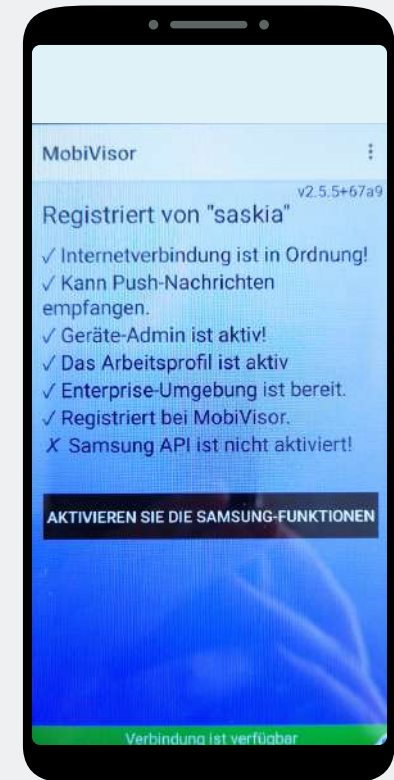 MobiVisor
v2.5.5+67a9
Registriert von "saskia"
✓ Internetverbindung ist in Ordnung!
✓ Kann Push-Nachrichten
empfangen.
✓ Geräte-Admin ist aktiv!
✓ Das Arbeitsprofil ist aktiv
✓ Enterprise-Umgebung ist bereit.
✓ Registriert bei MobiVisor.
X Samsung API ist nicht aktiviert!
AKTIVIEREN SIE DIE SAMSUNG-FUNKTIONEN
Verbindung ist verfügbar